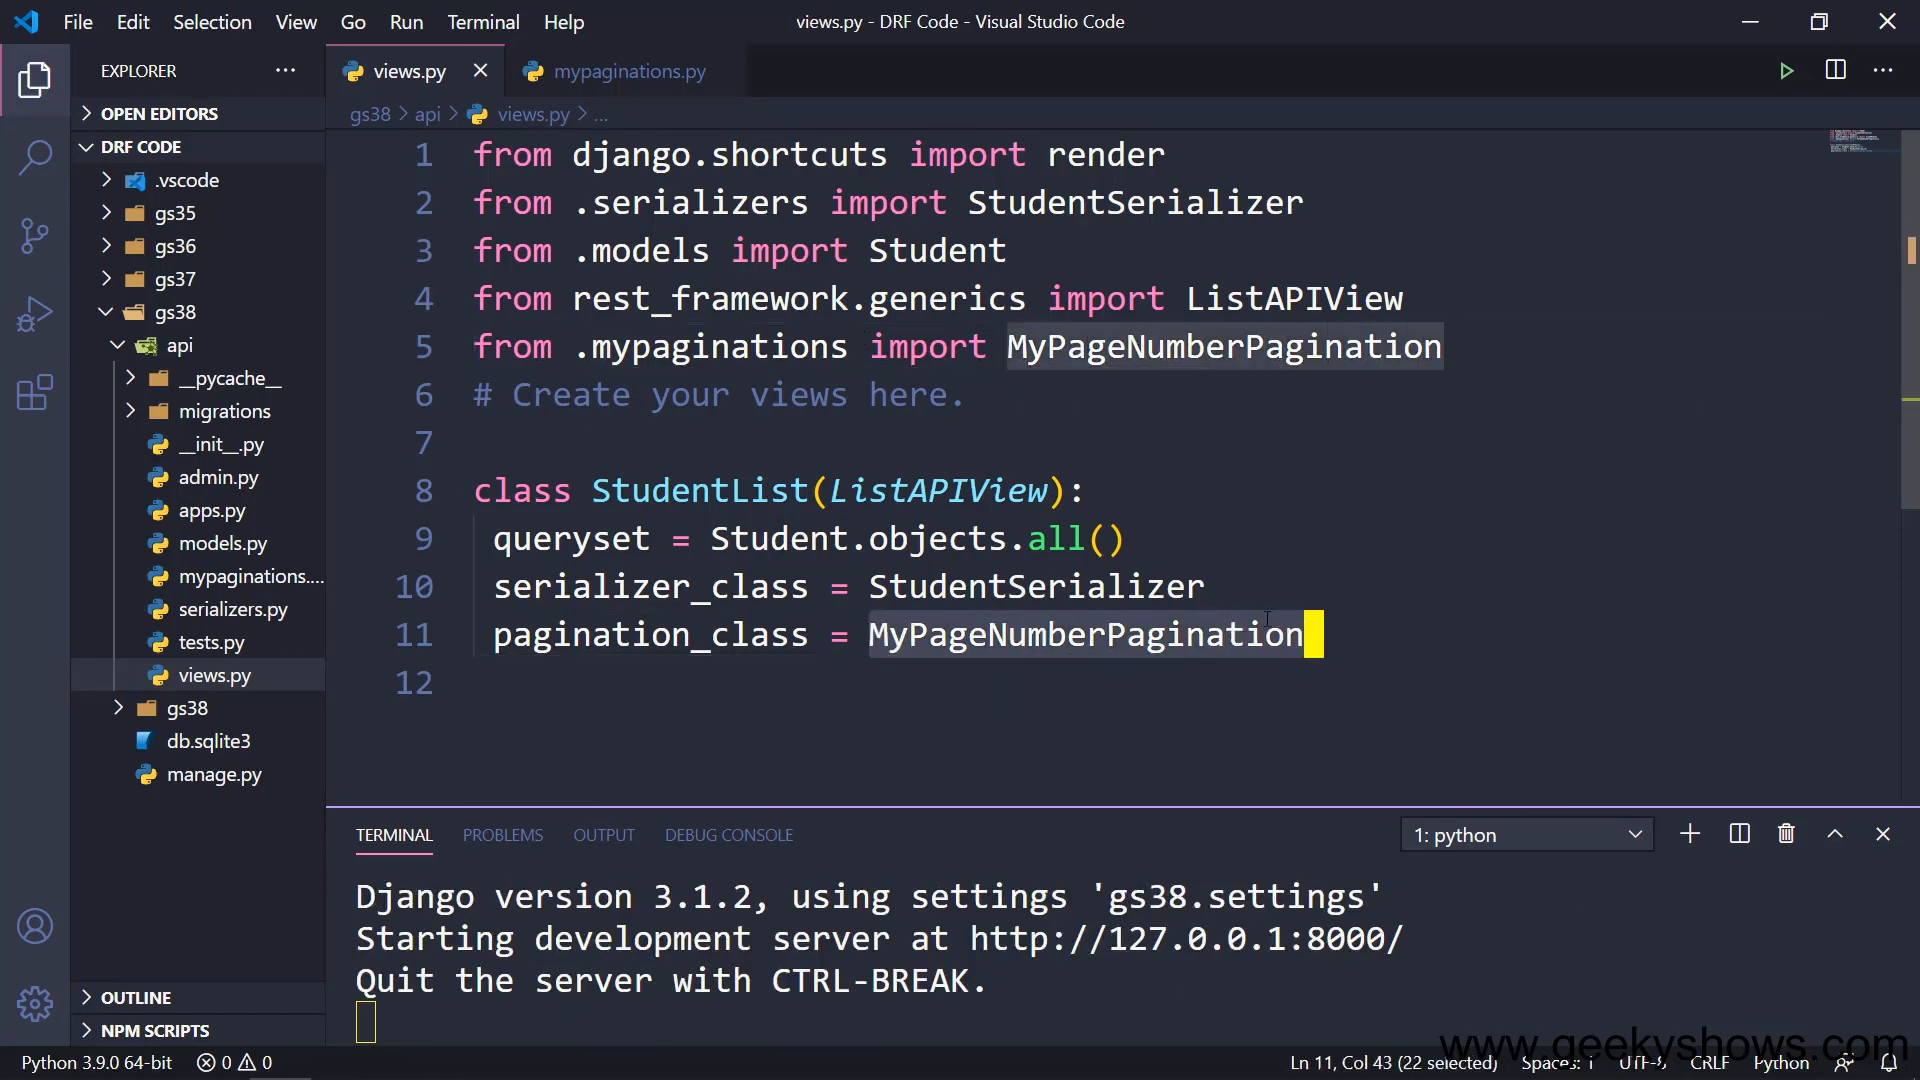 File Edit Selection View Go Run Terminal Help
views.py - DRF Code - Visual Studio Code
EXPLORER
OPEN EDITORS
DRF CODE
.vscode
gs35
gs36
gs37
gs38
api
__pycache__
migrations
__init__.py
admin.py
apps.py
models.py
mypaginations....
serializers.py
tests.py
views.py
gs38
db.sqlite3
manage.py
OUTLINE
NPM SCRIPTS
views.py
mypaginations.py
gs38 > api > views.py > ...
1 from django.shortcuts import render
2 from .serializers import StudentSerializer
3 from .models import Student
4 from rest_framework.generics import ListAPIView
5 from .mypaginations import MyPageNumberPagination
6 # Create your views here.
7
8 class StudentList(ListAPIView):
9 queryset = Student.objects.all()
10 serializer_class = StudentSerializer
11 pagination_class = MyPageNumberPagination
12
TERMINAL PROBLEMS OUTPUT DEBUG CONSOLE
1: python
Django version 3.1.2, using settings 'gs38.settings'
Starting development server at http://127.0.0.1:8000/
Quit the server with CTRL-BREAK.
www.geekyshows.com
Python 3.9.0 64-bit 0 0
Ln 11, Col 43 (22 selected) Spaces: 1 UTF-8 CRLF Python